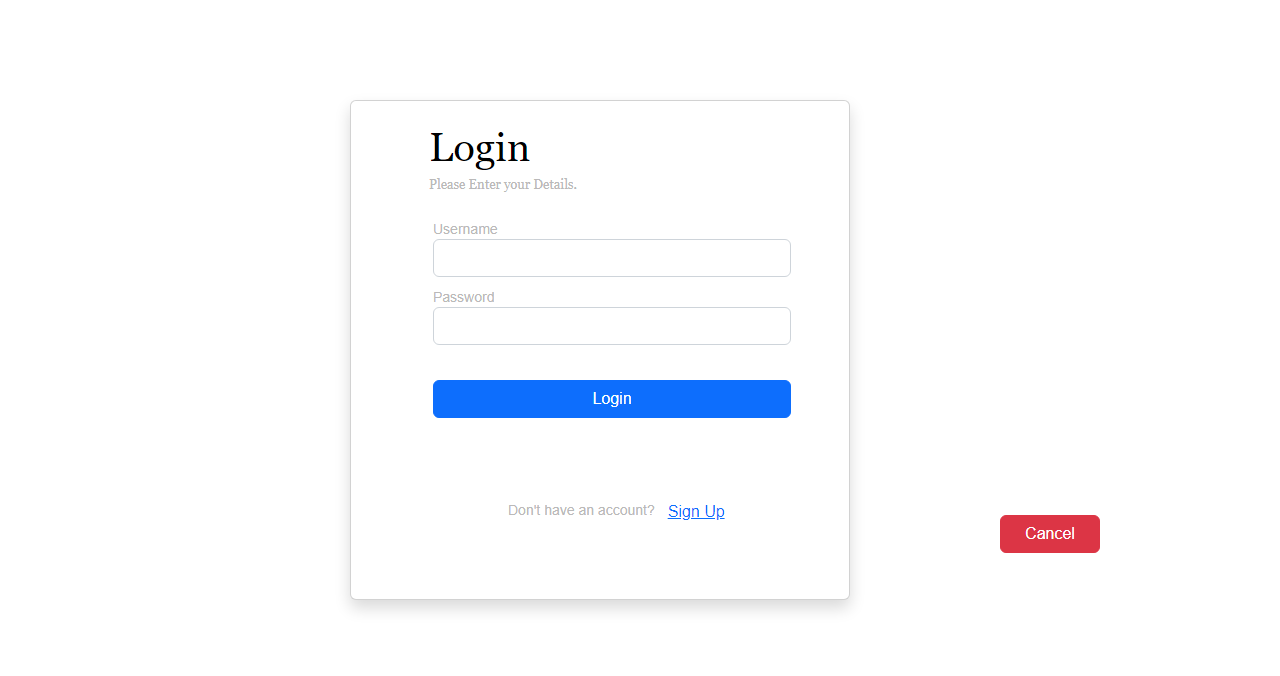 Login
Please Enter your Details.
Username
Password
Login
Don't have an account? Sign Up
Cancel